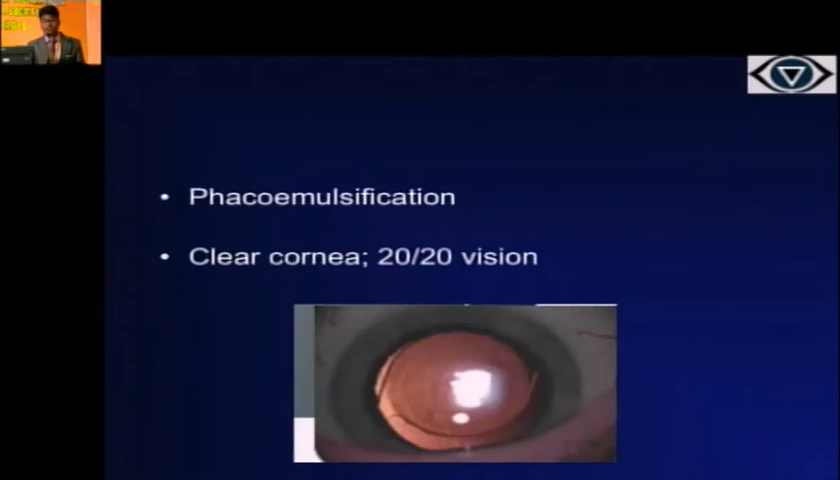 • Phacoemulsification
• Clear cornea; 20/20 vision